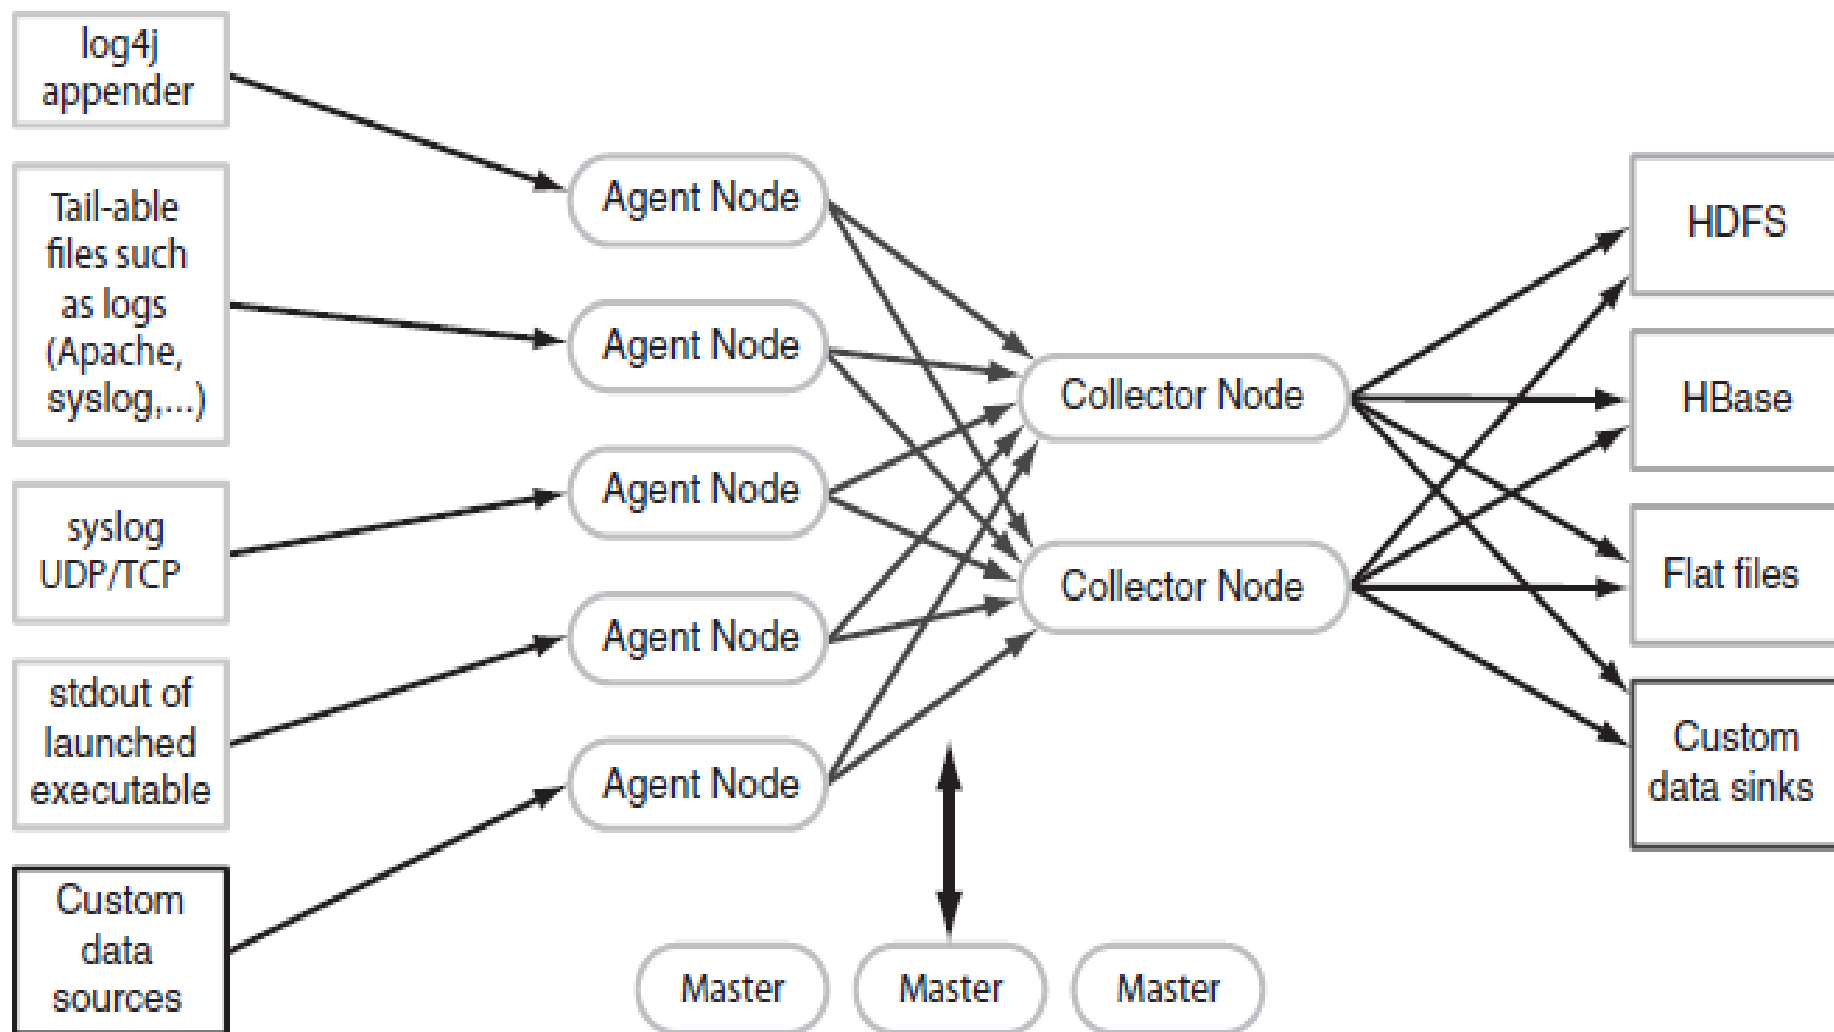 log4j
appender
Tail-able
files such
as logs
(Apache,
syslog,...)
syslog
UDP/TCP
stdout of
launched
executable
Custom
data
sources
Agent Node
Agent Node
Agent Node
Agent Node
Agent Node
Collector Node
Collector Node
HDFS
HBase
Flat files
Custom
data sinks
Master
Master
Master